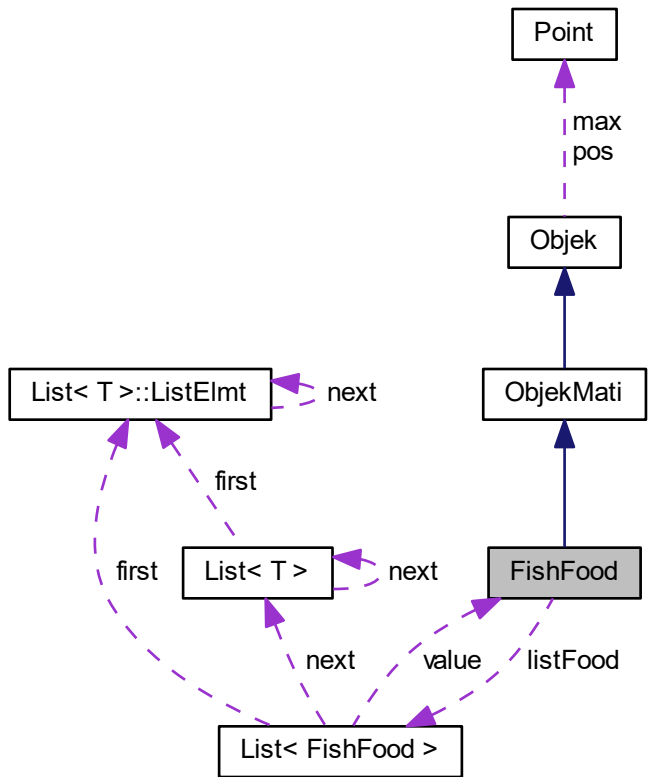 Point
max
pos
Objek
List< T >::ListElmt
next
ObjekMati
first
first
List< T >
next
FishFood
next
value
listFood
List< FishFood >